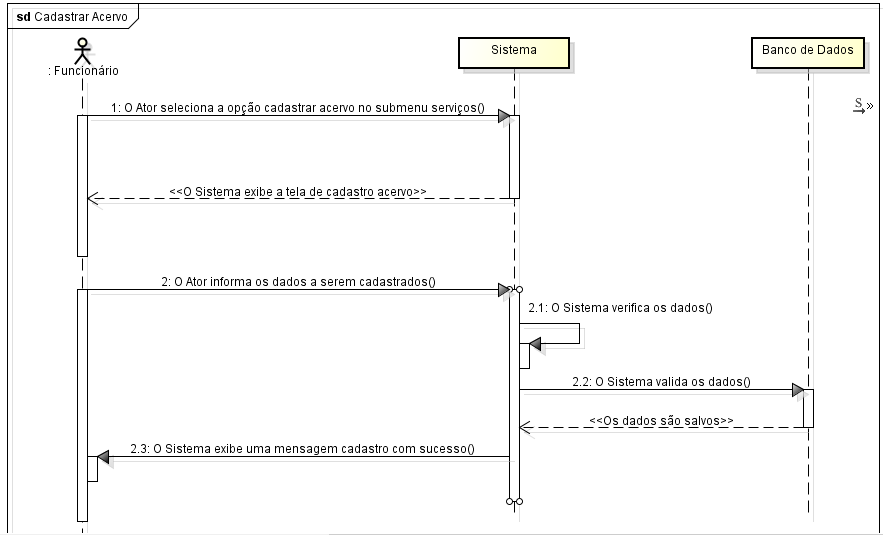 sd Cadastrar Acervo
: Funcionário
Sistema
Banco de Dados
1: O Ator seleciona a opção cadastrar acervo no submenu serviços()
S »
<<O Sistema exibe a tela de cadastro acervo>>
2: O Ator informa os dados a serem cadastrados()
2.1: O Sistema verifica os dados()
2.2: O Sistema valida os dados()
<<Os dados são salvos>>
2.3: O Sistema exibe uma mensagem cadastro com sucesso()